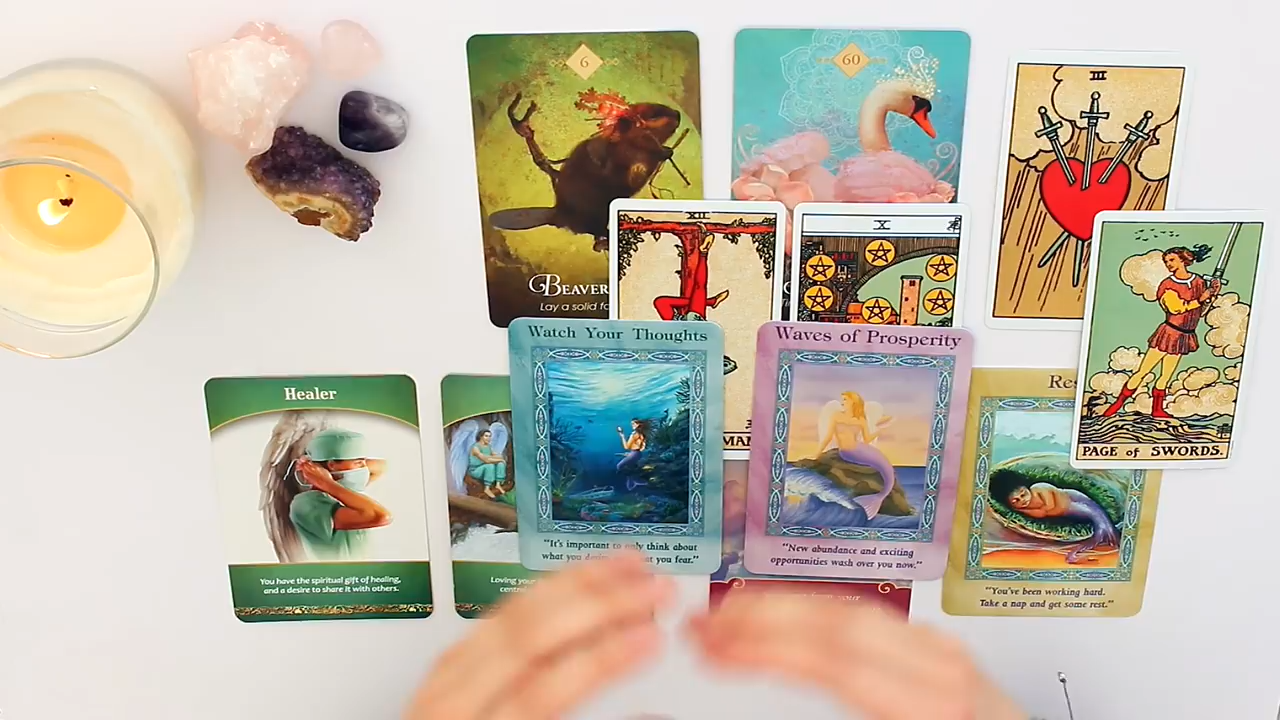 6
60
III
XII
X
BEAVER
Lay a solid
Watch Your Thoughts
Waves of Prosperity
PAGE of SWORDS.
Healer
"It's important to only think about
what you desire
you fear."
"New abundance and exciting
opportunities wash over you now."
You have the spiritual gift of healing,
and a desire to share it with others.
Loving your
"You've been working hard.
Take a nap and get some rest."